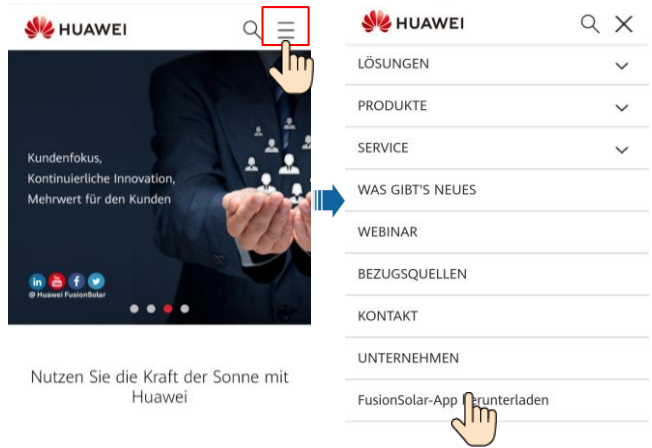 HUAWEI
Kundenfokus,
Kontinuierliche Innovation,
Mehrwert für den Kunden
@ Huawei FusionSolar
Nutzen Sie die Kraft der Sonne mit
Huawei
HUAWEI
LÖSUNGEN
PRODUKTE
SERVICE
WAS GIBT'S NEUES
WEBINAR
BEZUGSQUELLEN
KONTAKT
UNTERNEHMEN
FusionSolar-App herunterladen